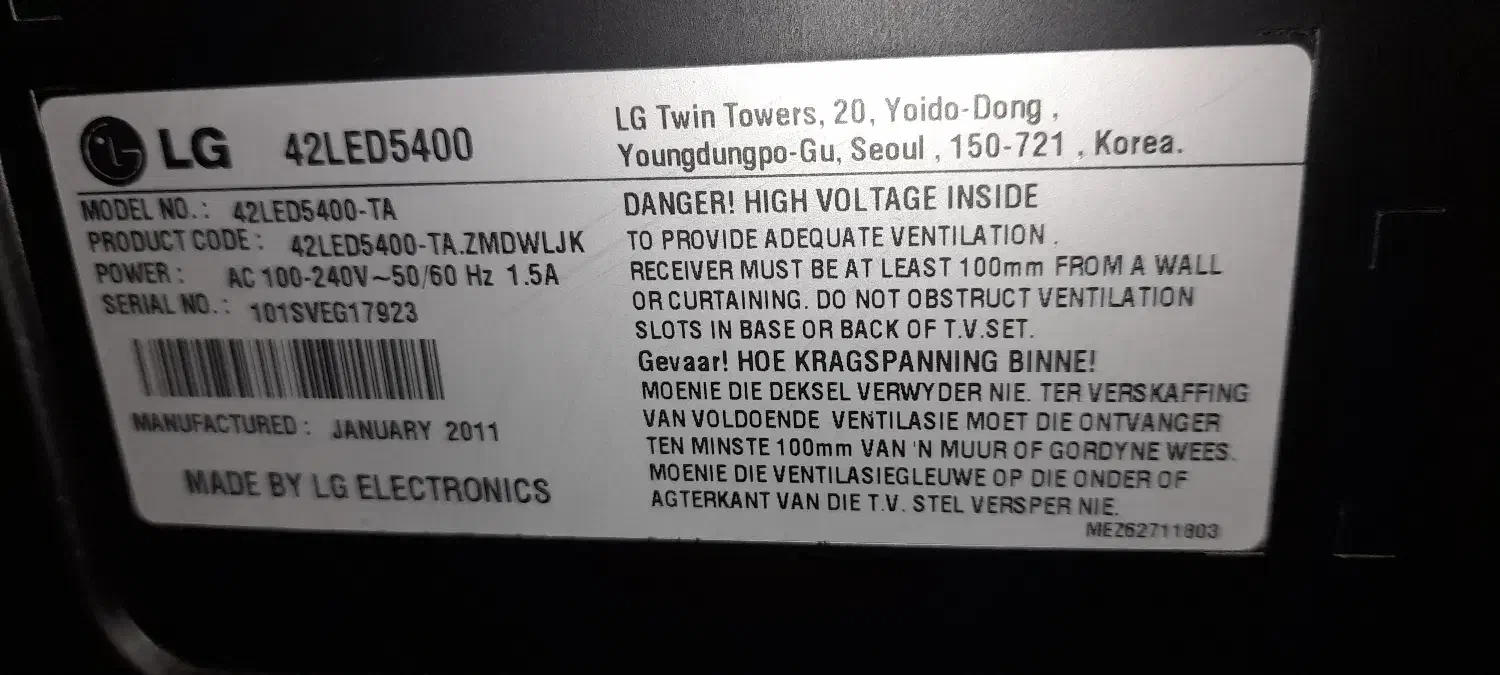 LG 42LED5400
LG Twin Towers, 20, Yoido-Dong ,
Youngdungpo-Gu, Seoul , 150-721 , Korea.
MODEL NO. : 42LED5400-TA
PRODUCT CODE : 42LED5400-TA.ZMDWLJK
POWER : AC 100-240V~50/60 Hz 1.5A
SERIAL NO. : 101SVEG17923
MANUFACTURED : JANUARY 2011
MADE BY LG ELECTRONICS
DANGER! HIGH VOLTAGE INSIDE
TO PROVIDE ADEQUATE VENTILATION .
RECEIVER MUST BE AT LEAST 100mm FROM A WALL
OR CURTAINING. DO NOT OBSTRUCT VENTILATION
SLOTS IN BASE OR BACK OF T.V.SET.
Gevaar! HOE KRAGSPANNING BINNE!
MOENIE DIE DEKSEL VERWYDER NIE. TER VERSKAFFING
VAN VOLDOENDE VENTILASIE MOET DIE ONTVANGER
TEN MINSTE 100mm VAN 'N MUUR OF GORDYNE WEES.
MOENIE DIE VENTILASIEGLEUWE OP DIE ONDER OF
AGTERKANT VAN DIE T.V. STEL VERSPER NIE.
MEZ62711803